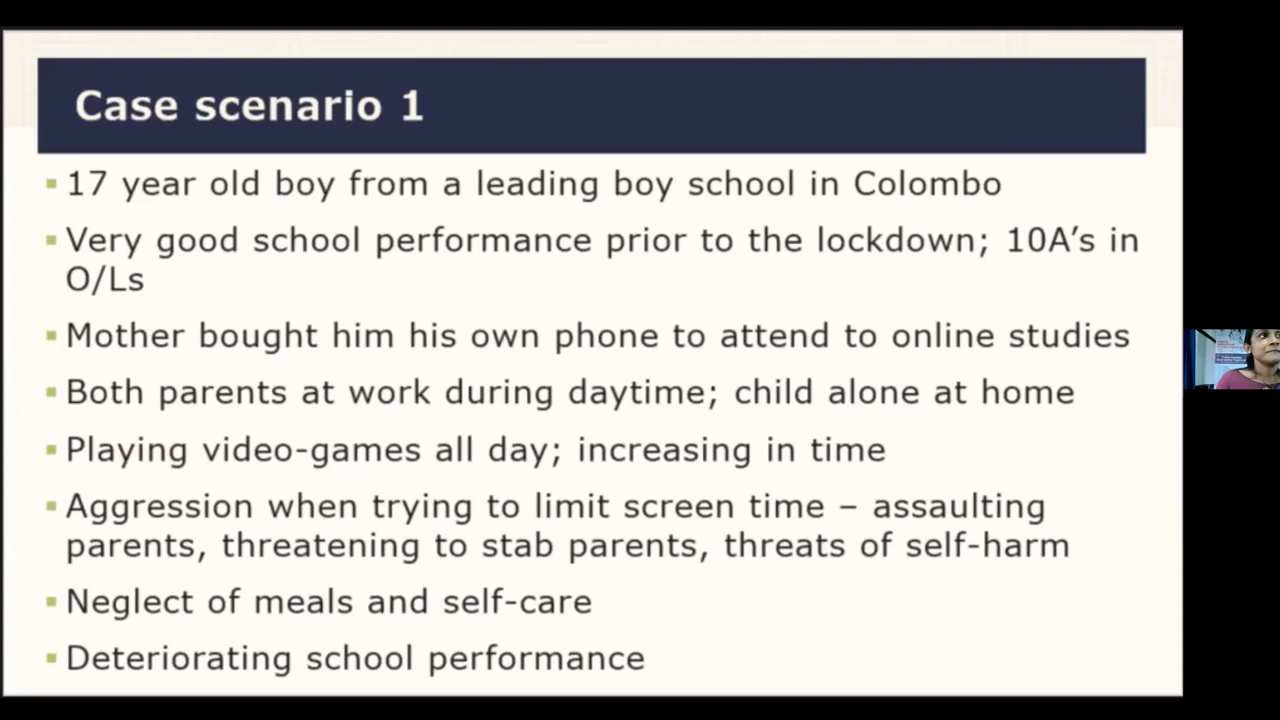 Case scenario 1
▪ 17 year old boy from a leading boy school in Colombo
▪ Very good school performance prior to the lockdown; 10A’s in
O/Ls
▪ Mother bought him his own phone to attend to online studies
▪ Both parents at work during daytime; child alone at home
▪ Playing video-games all day; increasing in time
▪ Aggression when trying to limit screen time – assaulting
parents, threatening to stab parents, threats of self-harm
▪ Neglect of meals and self-care
▪ Deteriorating school performance